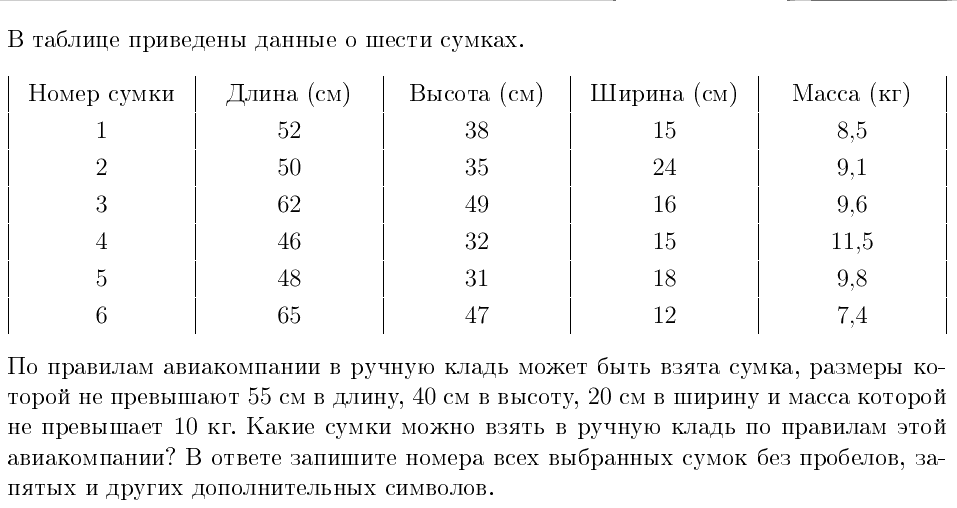 В таблице приведены данные о шести сумках.
Номер сумки Длина (см) Высота (см) Ширина (см) Масса (кг)
1 52 38 15 8,5
2 50 35 24 9,1
3 62 49 16 9,6
4 46 32 15 11,5
5 48 31 18 9,8
6 65 47 12 7,4
По правилам авиакомпании в ручную кладь может быть взята сумка, размеры ко-
торой не превышают 55 см в длину, 40 см в высоту, 20 см в ширину и масса которой
не превышает 10 кг. Какие сумки можно взять в ручную кладь по правилам этой
авиакомпании? В ответе запишите номера всех выбранных сумок без пробелов, за-
пятых и других дополнительных символов.